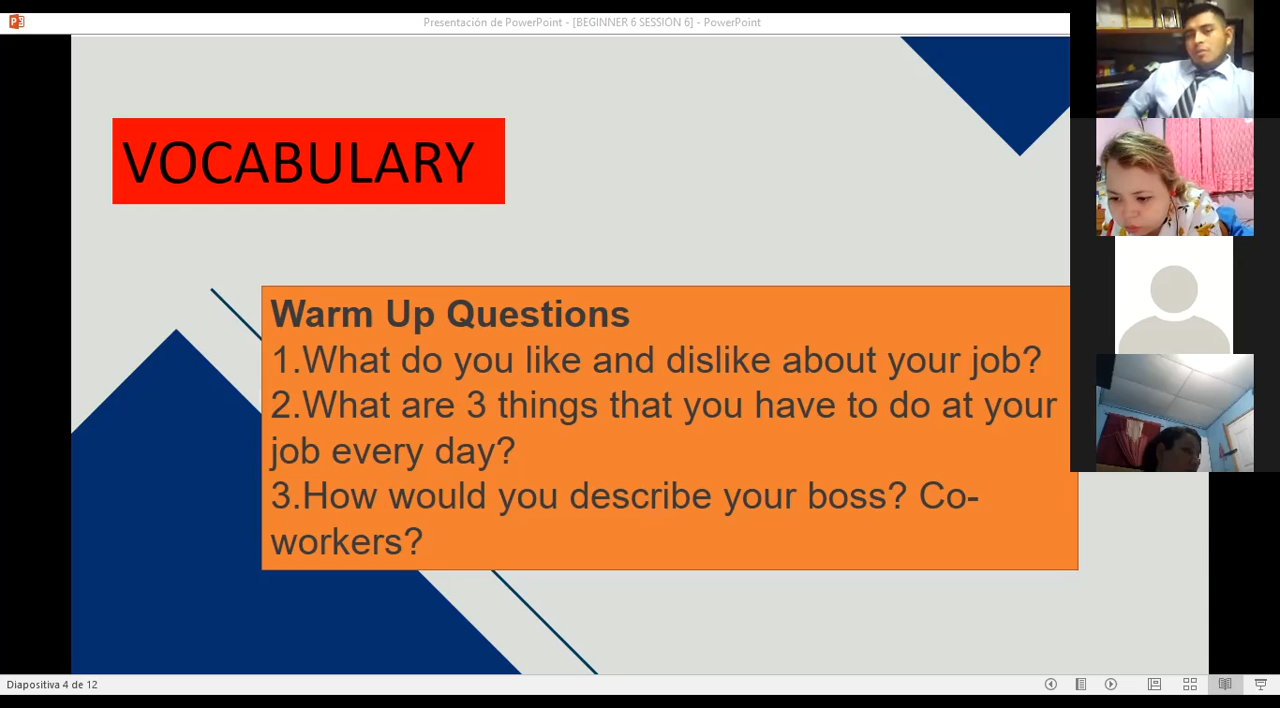 Presentación de PowerPoint - [BEGINNER 6 SESSION 6] - PowerPoint
VOCABULARY
Warm Up Questions
1.What do you like and dislike about your job?
2.What are 3 things that you have to do at your
job every day?
3.How would you describe your boss? Co-
workers?
Diapositiva 4 de 12